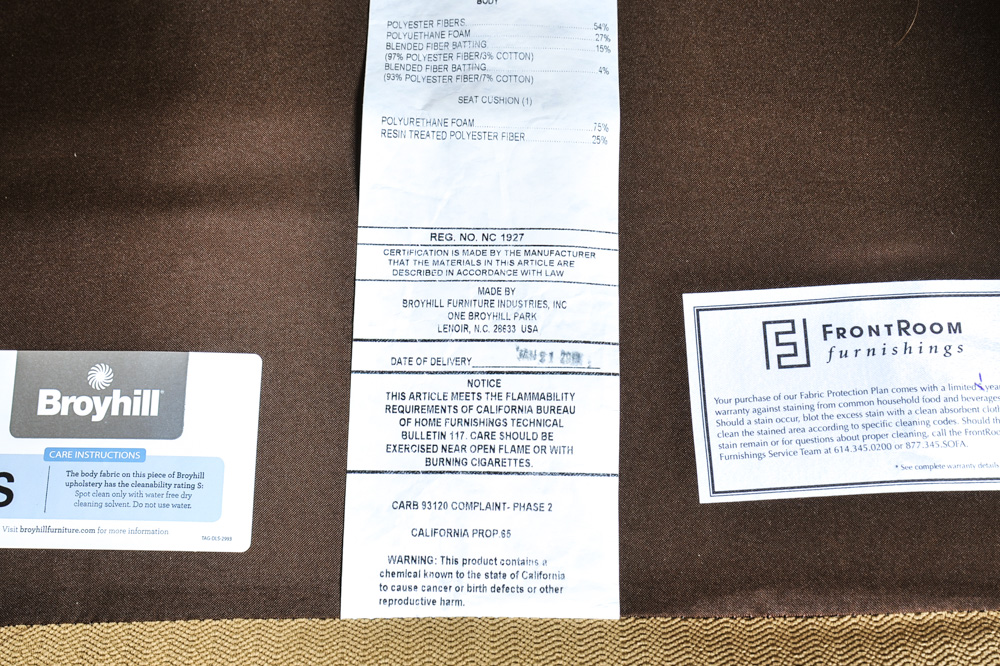 BODY
POLYESTER FIBERS 54%
POLYUETHANE FOAM 27%
BLENDED FIBER BATTING 15%
(97% POLYESTER FIBER/3% COTTON)
BLENDED FIBER BATTING 4%
(93% POLYESTER FIBER/7% COTTON)
SEAT CUSHION (1)
POLYURETHANE FOAM 75%
RESIN TREATED POLYESTER FIBER 25%
REG. NO. NC 1927
CERTIFICATION IS MADE BY THE MANUFACTURER
THAT THE MATERIALS IN THIS ARTICLE ARE
DESCRIBED IN ACCORDANCE WITH LAW
MADE BY
BROYHILL FURNITURE INDUSTRIES, INC
ONE BROYHILL PARK
LENOIR, N.C. 28633 USA
DATE OF DELIVERY
NOTICE
THIS ARTICLE MEETS THE FLAMMABILITY
REQUIREMENTS OF CALIFORNIA BUREAU
OF HOME FURNISHINGS TECHNICAL
BULLETIN 117. CARE SHOULD BE
EXERCISED NEAR OPEN FLAME OR WITH
BURNING CIGARETTES.
CARB 93120 COMPLAINT- PHASE 2
CALIFORNIA PROP 65
WARNING: This product contains a
chemical known to the state of California
to cause cancer or birth defects or other
reproductive harm.
Broyhill
CARE INSTRUCTIONS
S
The body fabric on this piece of Broyhill
upholstery has the cleanability rating S:
Spot clean only with water free dry
cleaning solvent. Do not use water.
Visit broyhillfurniture.com for more information.
TAG-DLS-2988
FRONTROOM
furnishings
Your purchase of our Fabric Protection Plan comes with a limited year
warranty against staining from common household food and beverages
Should a stain occur, blot the excess stain with a clean absorbent cloth
clean the stained area according to specific cleaning codes. Should th
stain remain or for questions about proper cleaning, call the FrontRoo
Furnishings Service Team at 614.345.0200 or 877.345.SOFA.
* See complete warranty details